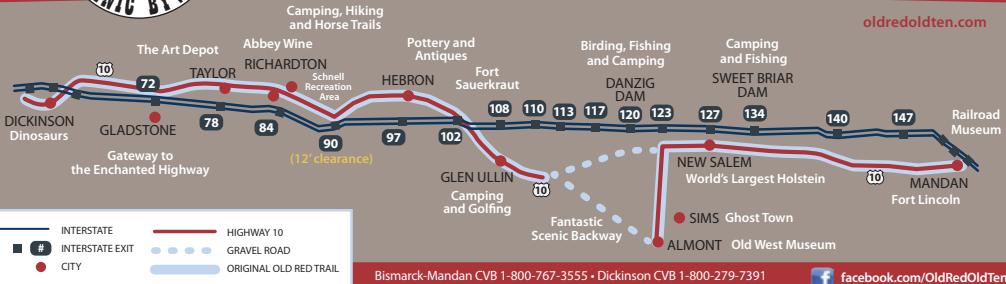 NIC BY
oldredoldten.com
Camping, Hiking
and Horse Trails
The Art Depot
Abbey Wine
RICHARDTON
TAYLOR
Schnell
Recreation
Area
Pottery and
Antiques
HEBRON
Fort
Sauerkraut
Birding, Fishing
and Camping
DANZIG
DAM
Camping
and Fishing
SWEET BRIAR
DAM
Railroad
Museum
10
72
78
84
90
(12' clearance)
97
102
108
110
113
117
120
123
127
134
140
147
DICKINSON
Dinosaurs
GLADSTONE
Gateway to
the Enchanted Highway
GLEN ULLIN
10
Camping
and Golfing
Fantastic
Scenic Backway
NEW SALEM
World's Largest Holstein
10
MANDAN
Fort Lincoln
SIMS Ghost Town
ALMONT Old West Museum
INTERSTATE
# INTERSTATE EXIT
CITY
HIGHWAY 10
GRAVEL ROAD
ORIGINAL OLD RED TRAIL
Bismarck-Mandan CVB 1-800-767-3555 • Dickinson CVB 1-800-279-7391
facebook.com/OldRedOldTen